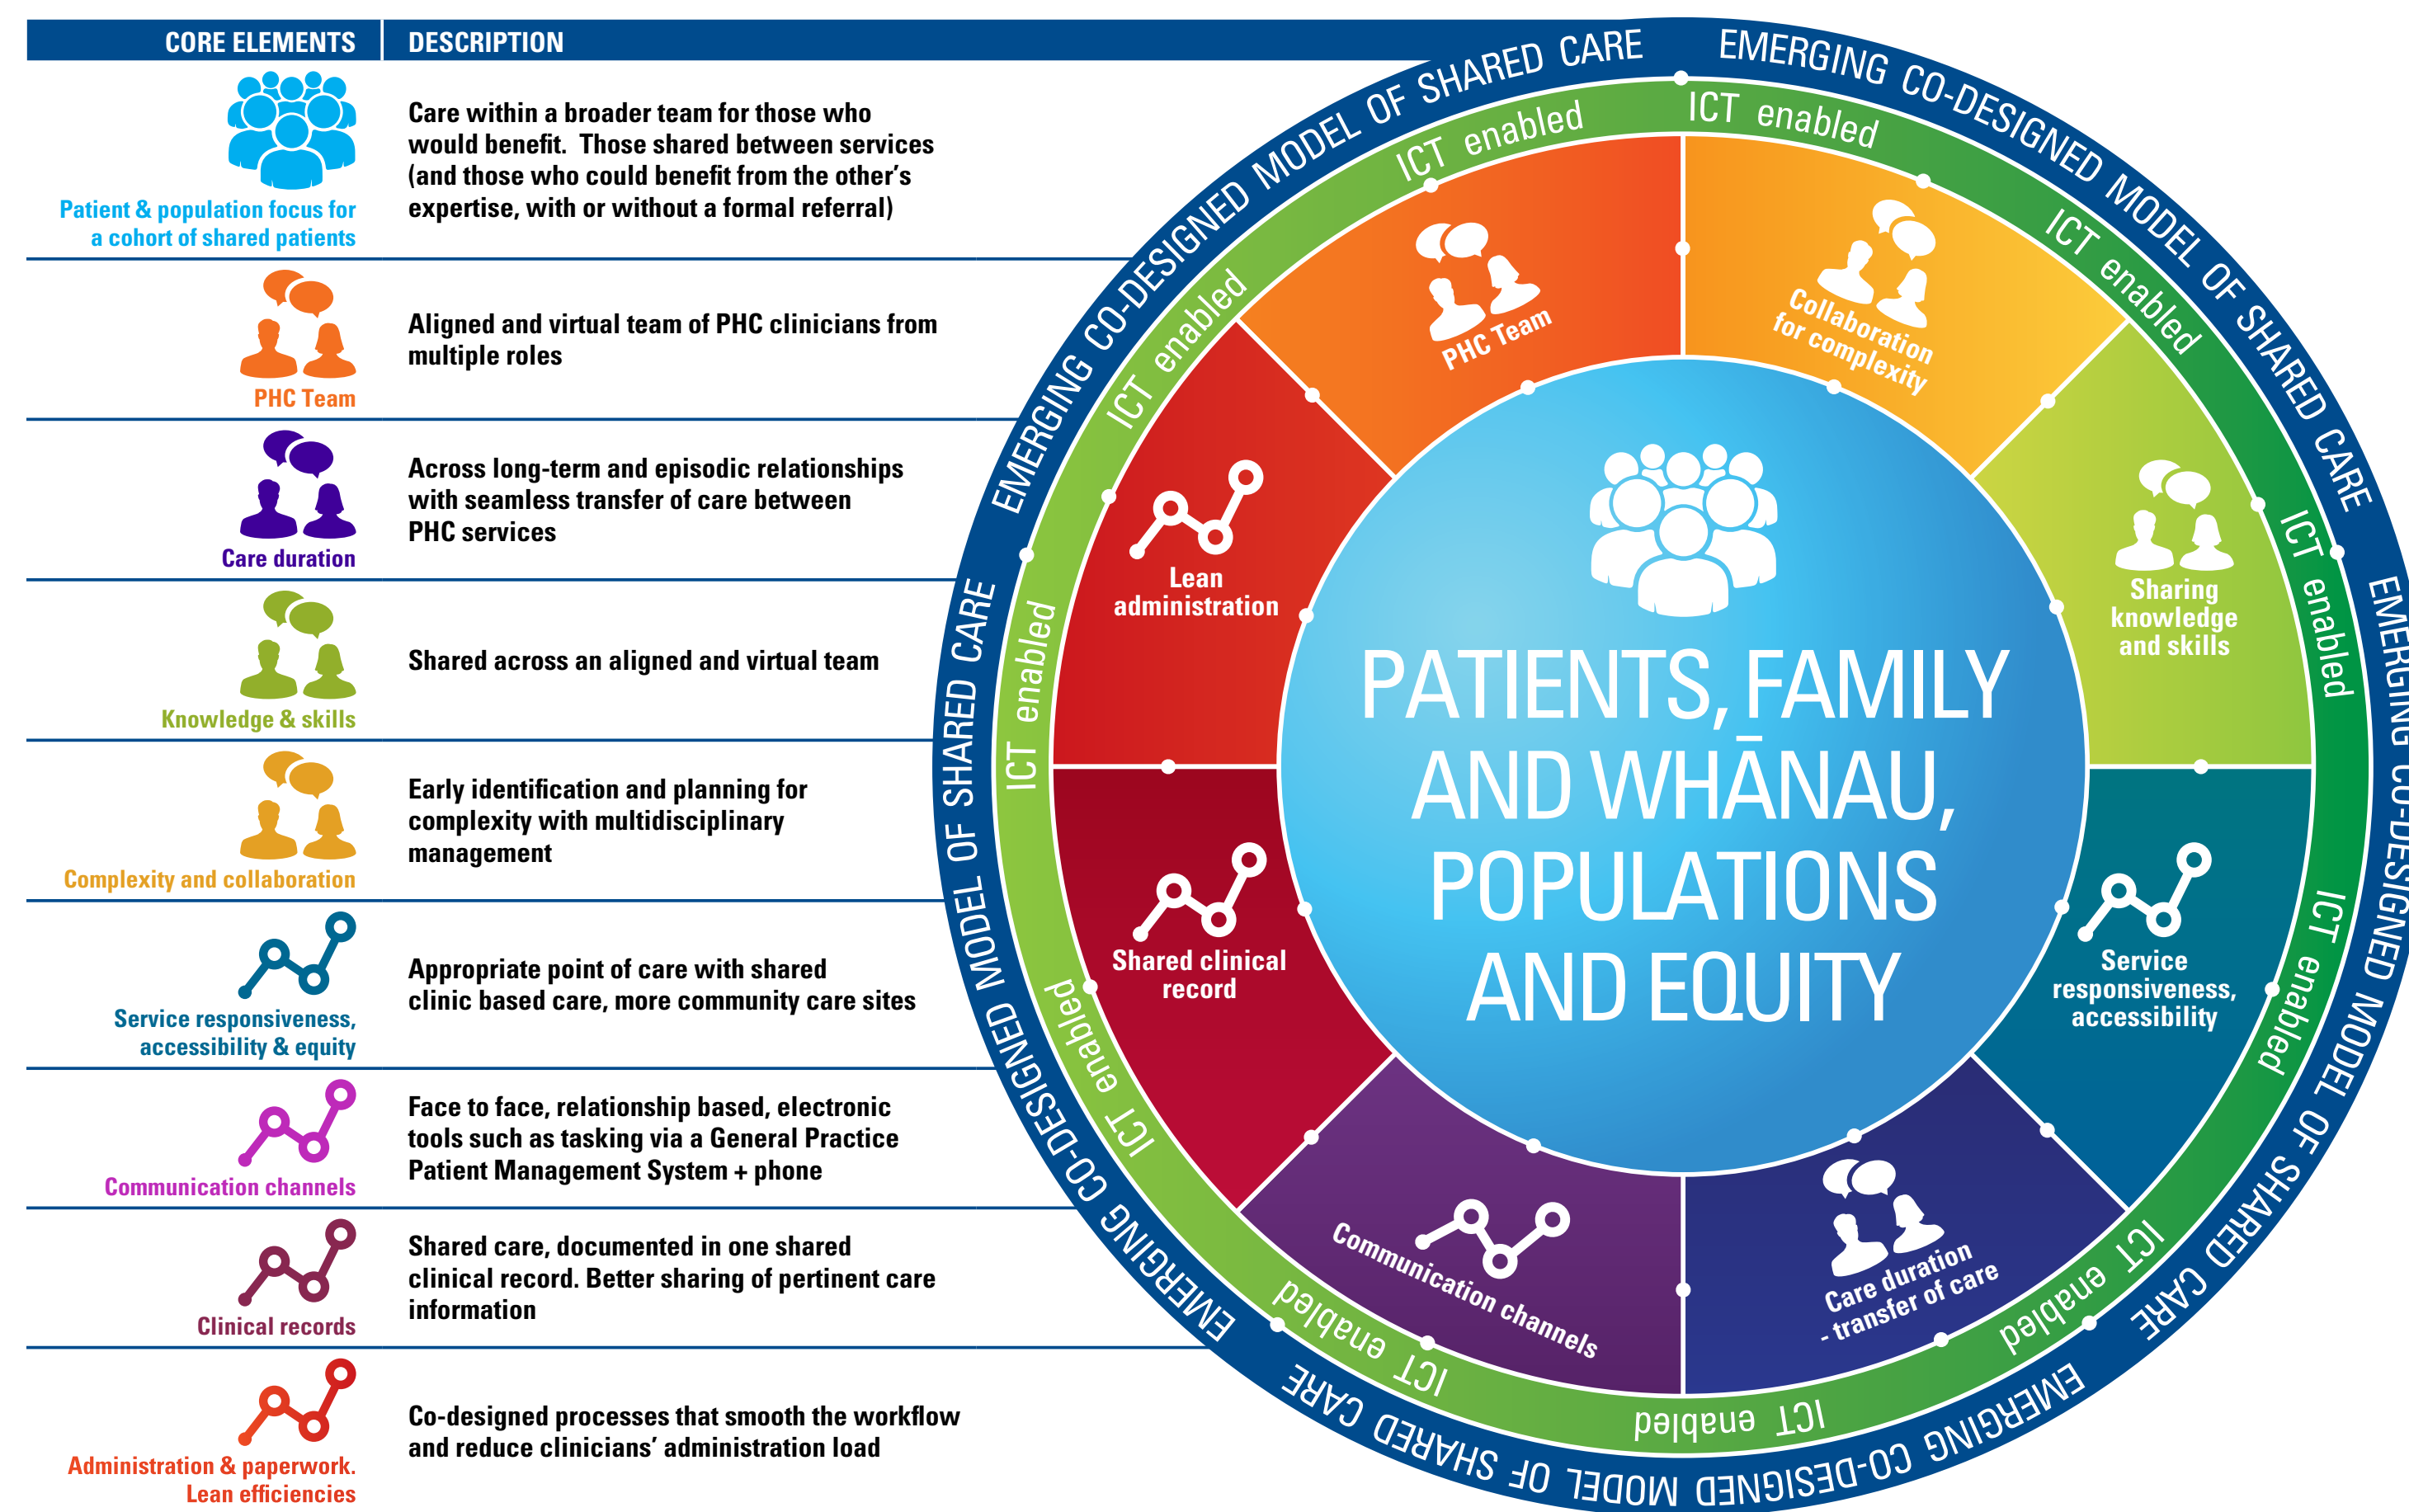 CORE ELEMENTS
DESCRIPTION
Patient & population focus for
a cohort of shared patients
Care within a broader team for those who
would benefit.  Those shared between services
(and those who could benefit from the other's
expertise, with or without a formal referral)
PHC Team
Aligned and virtual team of PHC clinicians from
multiple roles
Care duration
Across long-term and episodic relationships
with seamless transfer of care between
PHC services
Knowledge & skills
Shared across an aligned and virtual team
Complexity and collaboration
Early identification and planning for
complexity with multidisciplinary
management
Service responsiveness,
accessibility & equity
Appropriate point of care with shared
clinic based care, more community care sites
Communication channels
Face to face, relationship based, electronic
tools such as tasking via a General Practice
Patient Management System + phone
Clinical records
Shared care, documented in one shared
clinical record. Better sharing of pertinent care
information
Administration & paperwork.
Lean efficiencies
Co-designed processes that smooth the workflow
and reduce clinicians' administration load
EMERGING CO-DESIGNED MODEL OF SHARED CARE
EMERGING CO-DESIGNED MODEL OF SHARED CARE
EMERGING CO-DESIGNED MODEL OF SHARED CARE
EMERGING CO-DESIGNED MODEL OF SHARED CARE
EMERGING CO-DESIGNED MODEL OF SHARED CARE
ICT enabled
ICT enabled
ICT enabled
ICT enabled
ICT enabled
ICT enabled
ICT enabled
ICT enabled
ICT enabled
ICT enabled
ICT enabled
PHC Team
Collaboration
for complexity
Sharing
knowledge
and skills
Service
responsiveness,
accessibility
Care duration
- transfer of care
Communication channels
Shared clinical
record
Lean
administration
PATIENTS, FAMILY
AND WHĀNAU,
POPULATIONS
AND EQUITY